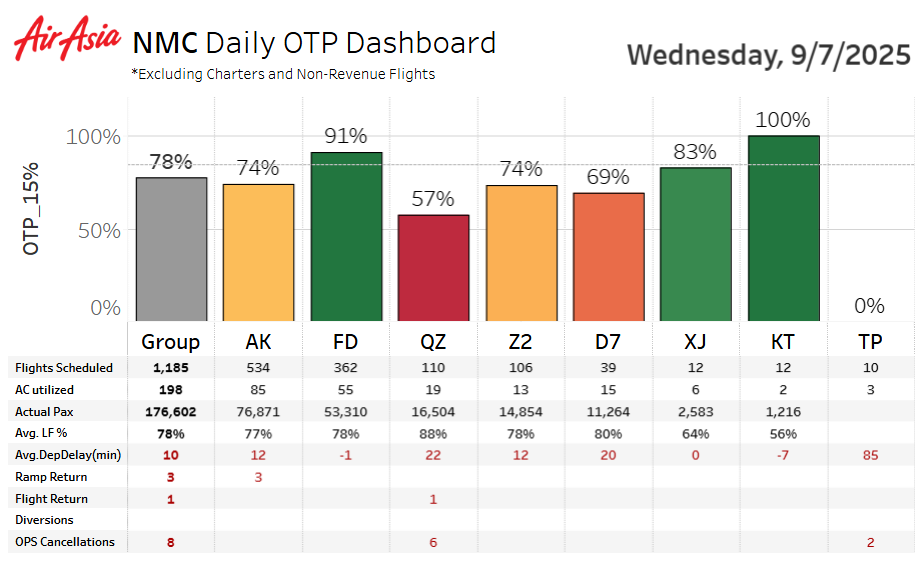 AirAsia
NMC Daily OTP Dashboard
*Excluding Charters and Non-Revenue Flights
Wednesday, 9/7/2025
OTP_15%
100%
50%
0%
78%
74%
91%
57%
74%
69%
83%
100%
0%
Group AK FD QZ Z2 D7 XJ KT TP
Flights Scheduled 1,185 534 362 110 106 39 12 12 10
AC utilized 198 85 55 19 13 15 6 2 3
Actual Pax 176,602 76,871 53,310 16,504 14,854 11,264 2,583 1,216
Avg. LF % 78% 77% 78% 88% 78% 80% 64% 56%
Avg.DepDelay(min) 10 12 -1 22 12 20 0 -7 85
Ramp Return 3 3
Flight Return 1 1
Diversions
OPS Cancellations 8 6 2